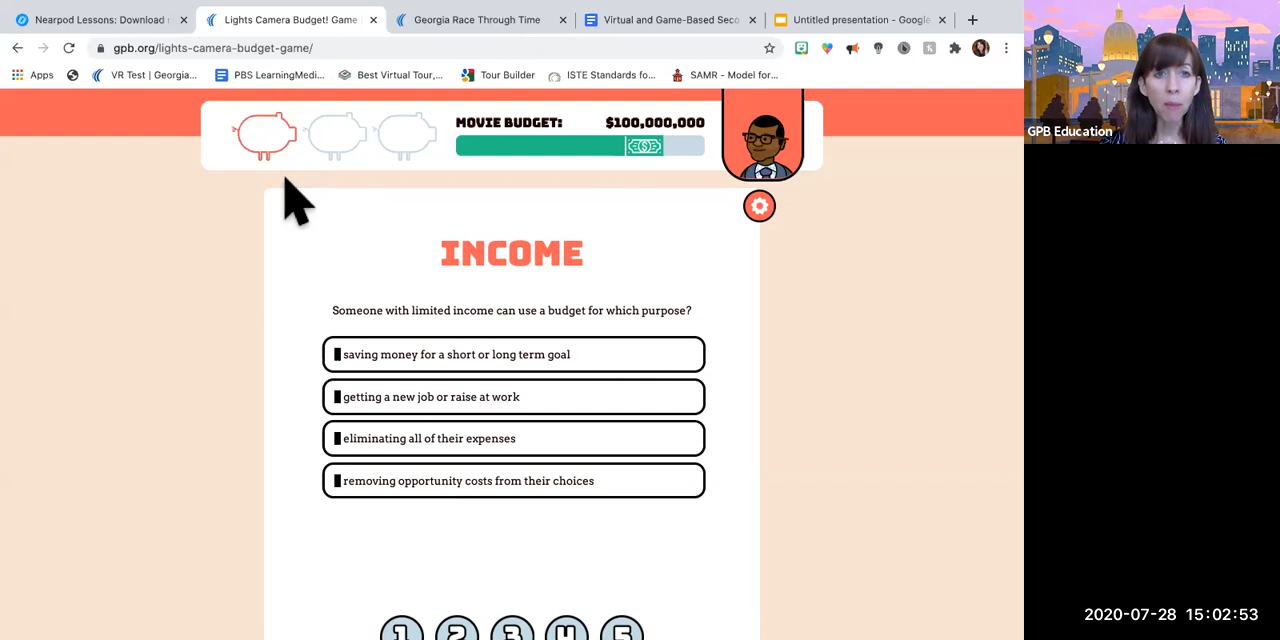 Nearpod Lessons: Download
Lights Camera Budget! Game
Georgia Race Through Time
Virtual and Game-Based Seco
Untitled presentation - Google
gpb.org/lights-camera-budget-game/
Apps
VR Test | Georgia...
PBS LearningMedi...
Best Virtual Tour,...
Tour Builder
ISTE Standards fo...
SAMR - Model for...
MOVIE BUDGET: $100,000,000
GPB Education
INCOME
Someone with limited income can use a budget for which purpose?
saving money for a short or long term goal
getting a new job or raise at work
eliminating all of their expenses
removing opportunity costs from their choices
1 2 3 4 5
2020-07-28 15:02:53